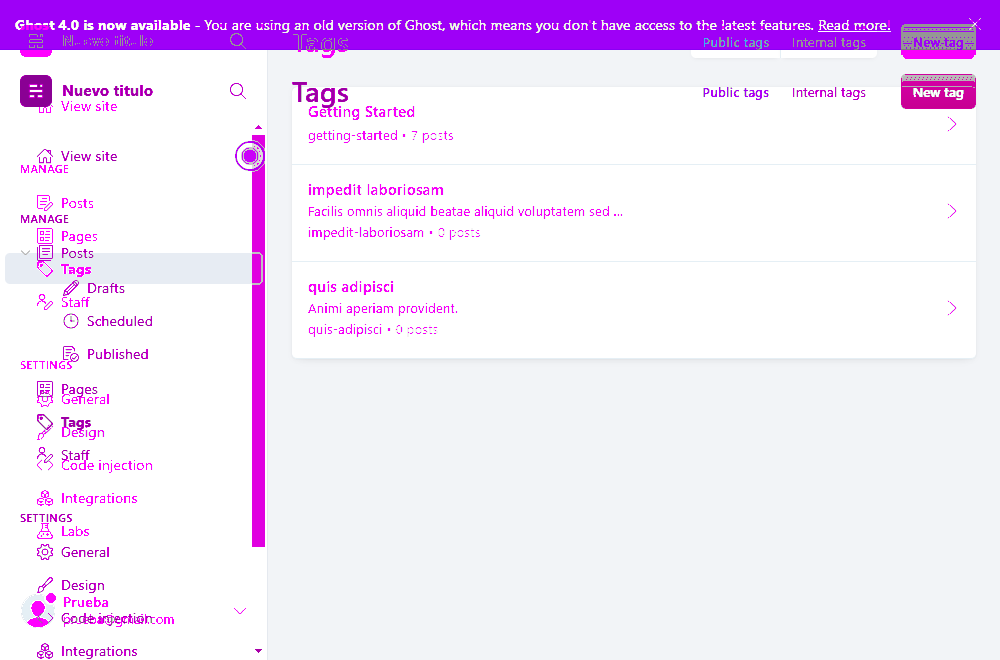 Ghost 4.0 is now available – You are using an old version of Ghost, which means you don't have access to the latest features. Read more!
Nuevo titulo
Tags
Public tags
Internal tags
New tag
Nuevo titulo
Tags
Public tags
Internal tags
New tag
View site
Getting Started
getting-started • 7 posts
View site
MANAGE
impedit laboriosam
Posts
Facilis omnis aliquid beatae aliquid voluptatem sed ...
MANAGE
impedit-laboriosam • 0 posts
Pages
Posts
Tags
quis adipisci
Drafts
Staff
Animi aperiam provident.
Scheduled
quis-adipisci • 0 posts
Published
SETTINGS
Pages
General
Tags
Design
Staff
Code injection
Integrations
SETTINGS
Labs
General
Design
Prueba
Code injection
prueba@gmail.com
Integrations